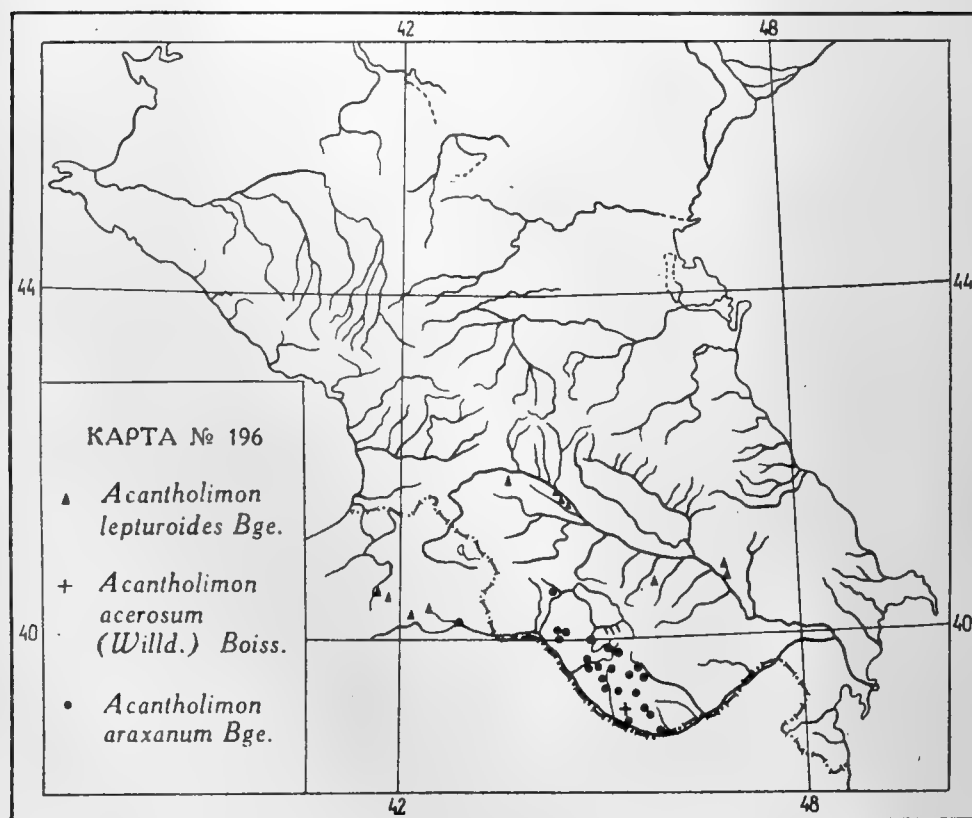 42 48
44 44
КАРТА № 196
▲ Acantholimon
lepturoides Bge.
+ Acantholimon
acerosum
(Willd.) Boiss.
• Acantholimon
araxanum Bge.
40 40
42 48